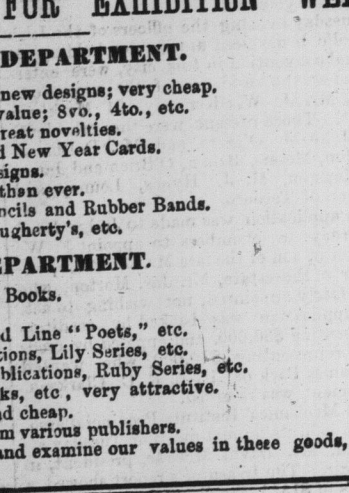 FOR EXHIBITION WE
DEPARTMENT.
new designs; very cheap.
value; 8vo., 4to., etc.
reat novelties.
d New Year Cards.
signs.
than ever.
ncils and Rubber Bands.
ugherty's, etc.
EPARTMENT.
Books.
d Line "Poets," etc.
tions, Lily Series, etc.
blications, Ruby Series, etc.
ks, etc, very attractive.
nd cheap.
m various publishers.
and examine our values in these goods,